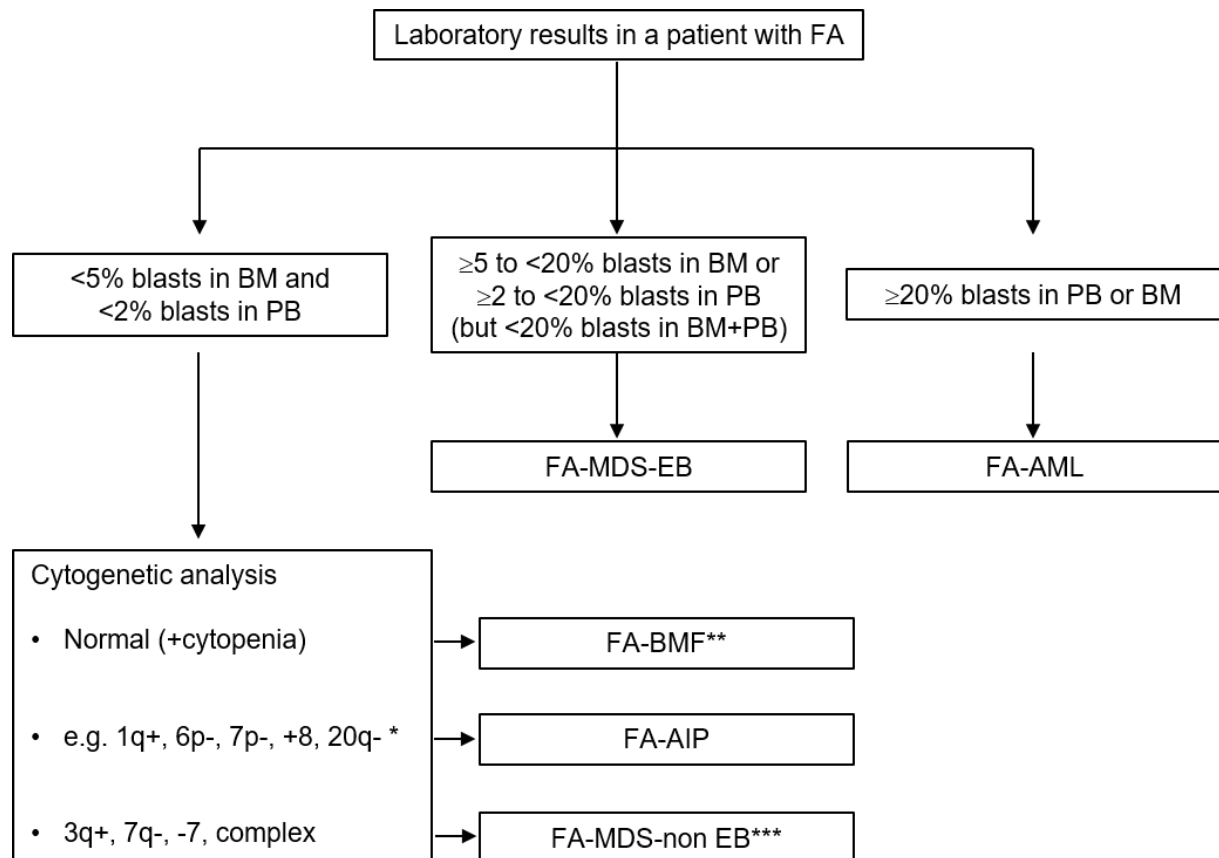 Laboratory results in a patient with FA
<5% blasts in BM and
<2% blasts in PB
≥5 to <20% blasts in BM or
≥2 to <20% blasts in PB
(but <20% blasts in BM+PB)
≥20% blasts in PB or BM
FA-MDS-EB
FA-AML
Cytogenetic analysis
• Normal (+cytopenia)
FA-BMF**
• e.g. 1q+, 6p-, 7p-, +8, 20q- *
FA-AIP
• 3q+, 7q-, -7, complex
FA-MDS-non EB***